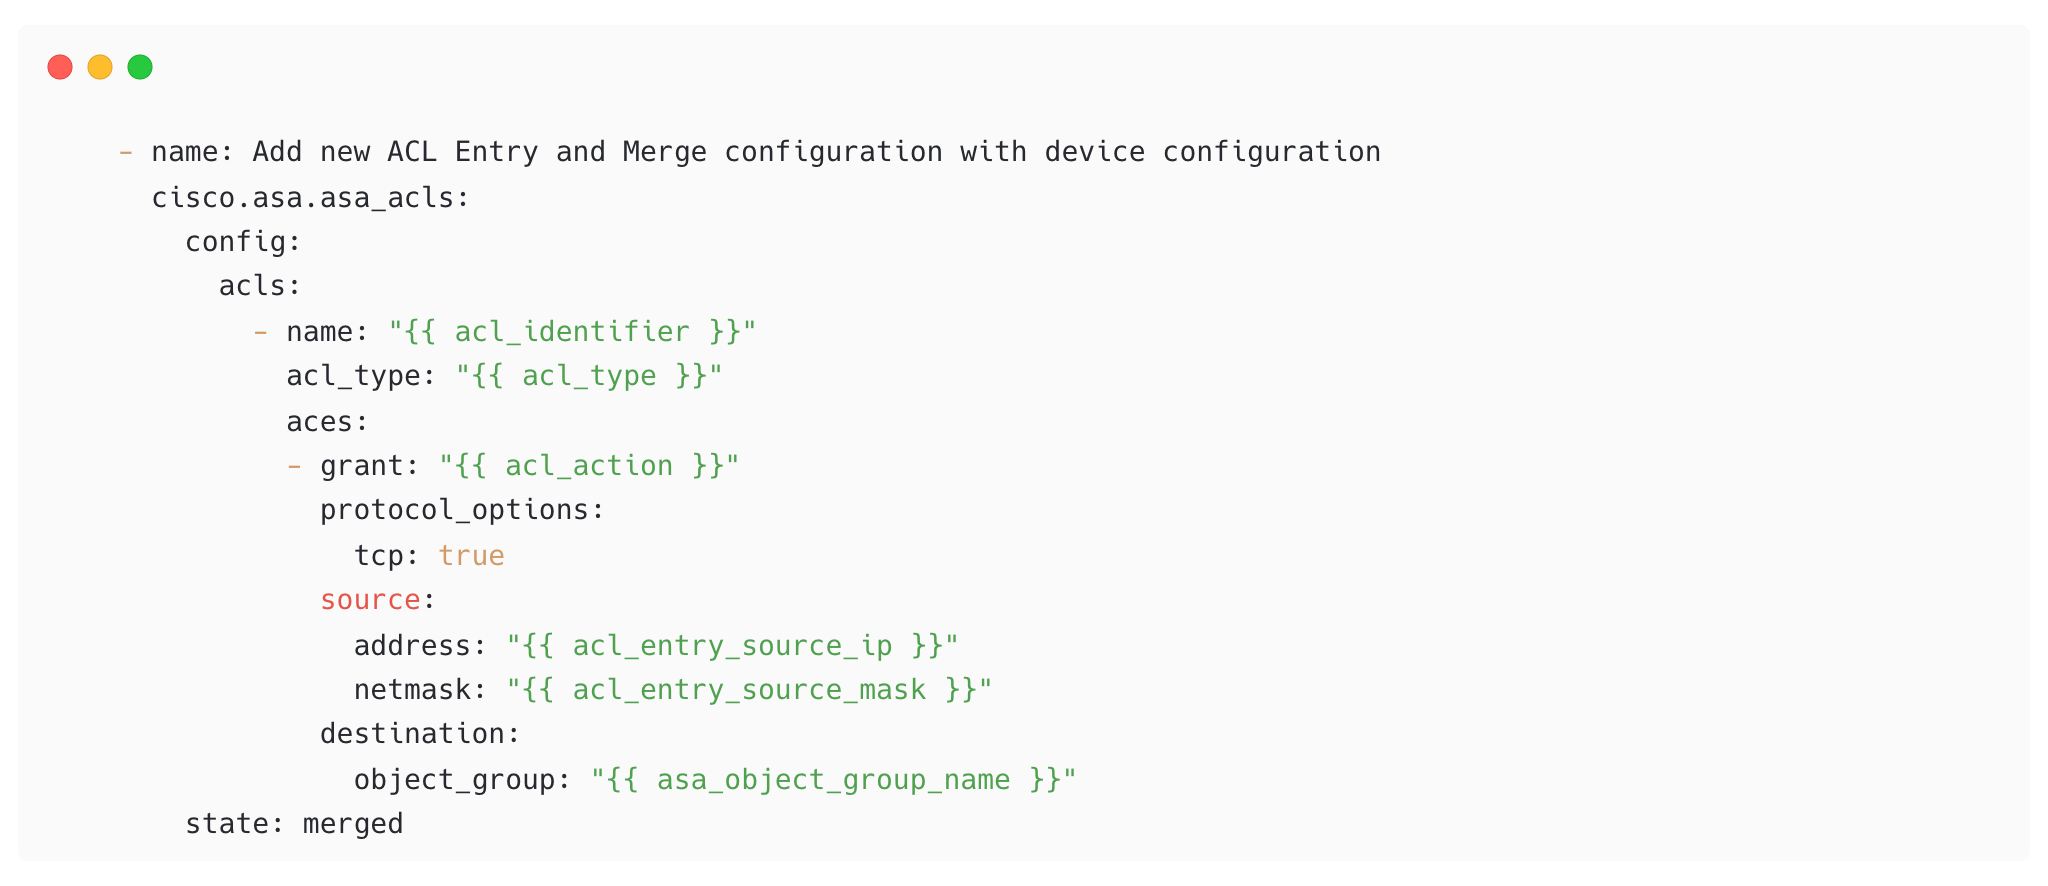 - name: Add new ACL Entry and Merge configuration with device configuration
  cisco.asa.asa_acls:
    config:
      acls:
        - name: "{{ acl_identifier }}"
          acl_type: "{{ acl_type }}"
          aces:
          - grant: "{{ acl_action }}"
            protocol_options:
              tcp: true
            source:
              address: "{{ acl_entry_source_ip }}"
              netmask: "{{ acl_entry_source_mask }}"
            destination:
              object_group: "{{ asa_object_group_name }}"
    state: merged